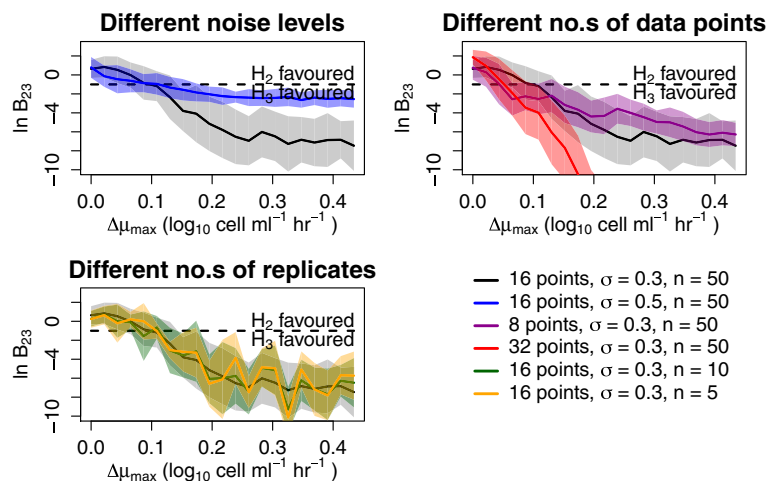 Different noise levels
ln B₂₃
0
−4
−10
H₂ favoured
H₃ favoured
0.0 0.1 0.2 0.3 0.4
Δμₘₐₓ (log₁₀ cell ml⁻¹ hr⁻¹ )
Different no.s of data points
ln B₂₃
0
−4
−10
H₂ favoured
H₃ favoured
0.0 0.1 0.2 0.3 0.4
Δμₘₐₓ (log₁₀ cell ml⁻¹ hr⁻¹ )
Different no.s of replicates
ln B₂₃
0
−4
−10
H₂ favoured
H₃ favoured
0.0 0.1 0.2 0.3 0.4
Δμₘₐₓ (log₁₀ cell ml⁻¹ hr⁻¹ )
16 points, σ = 0.3, n = 50
16 points, σ = 0.5, n = 50
8 points, σ = 0.3, n = 50
32 points, σ = 0.3, n = 50
16 points, σ = 0.3, n = 10
16 points, σ = 0.3, n = 5